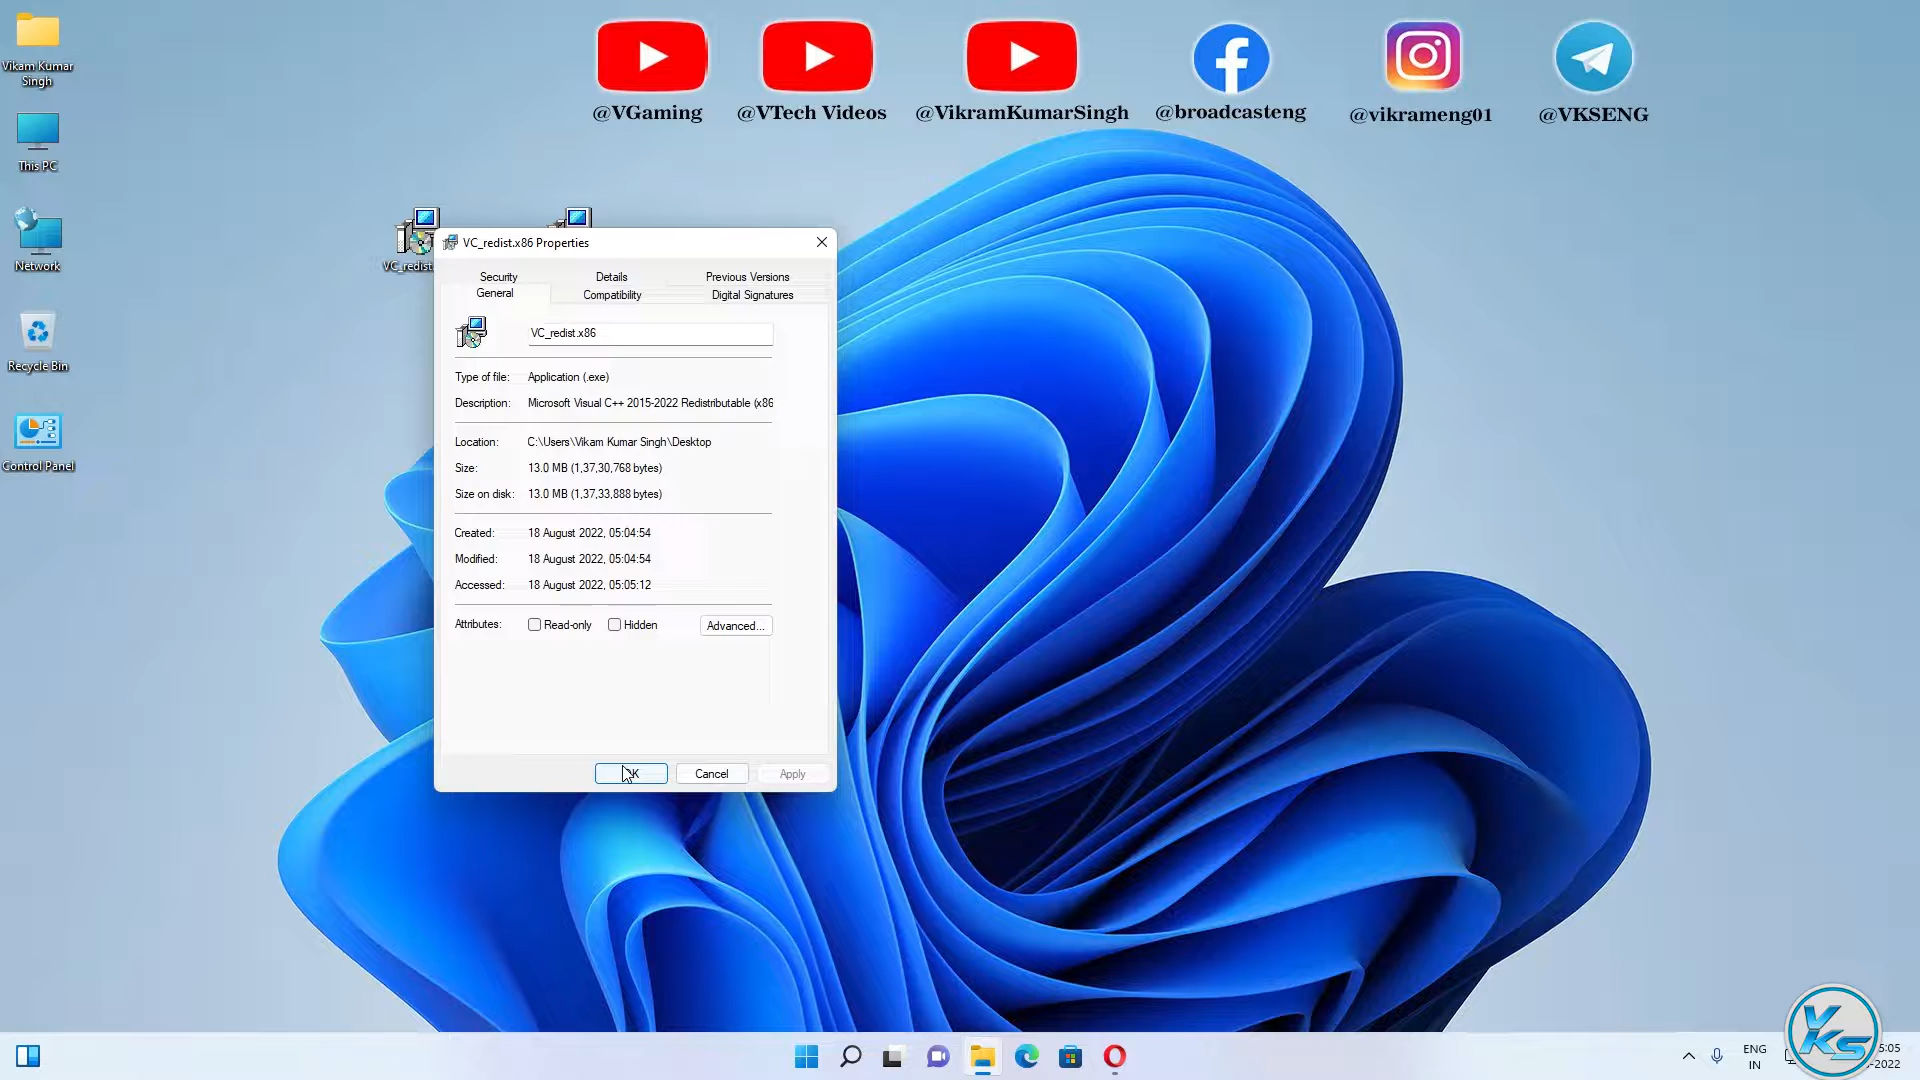 @VGaming
@VTech Videos
@VikramKumarSingh
@broadcasteng
@vikrameng01
@VKSENG
Vikam Kumar
Singh
This PC
Network
Recycle Bin
Control Panel
VC_redist.
VC_redist.x86 Properties
Security
Details
Previous Versions
General
Compatibility
Digital Signatures
VC_redist.x86
Type of file: Application (.exe)
Description: Microsoft Visual C++ 2015-2022 Redistributable (x86
Location: C:\Users\Vikam Kumar Singh\Desktop
Size: 13.0 MB (1,37,30,768 bytes)
Size on disk: 13.0 MB (1,37,33,888 bytes)
Created: 18 August 2022, 05:04:54
Modified: 18 August 2022, 05:04:54
Accessed: 18 August 2022, 05:05:12
Attributes: Read-only Hidden Advanced...
Cancel
Apply
ENG
IN
VKS